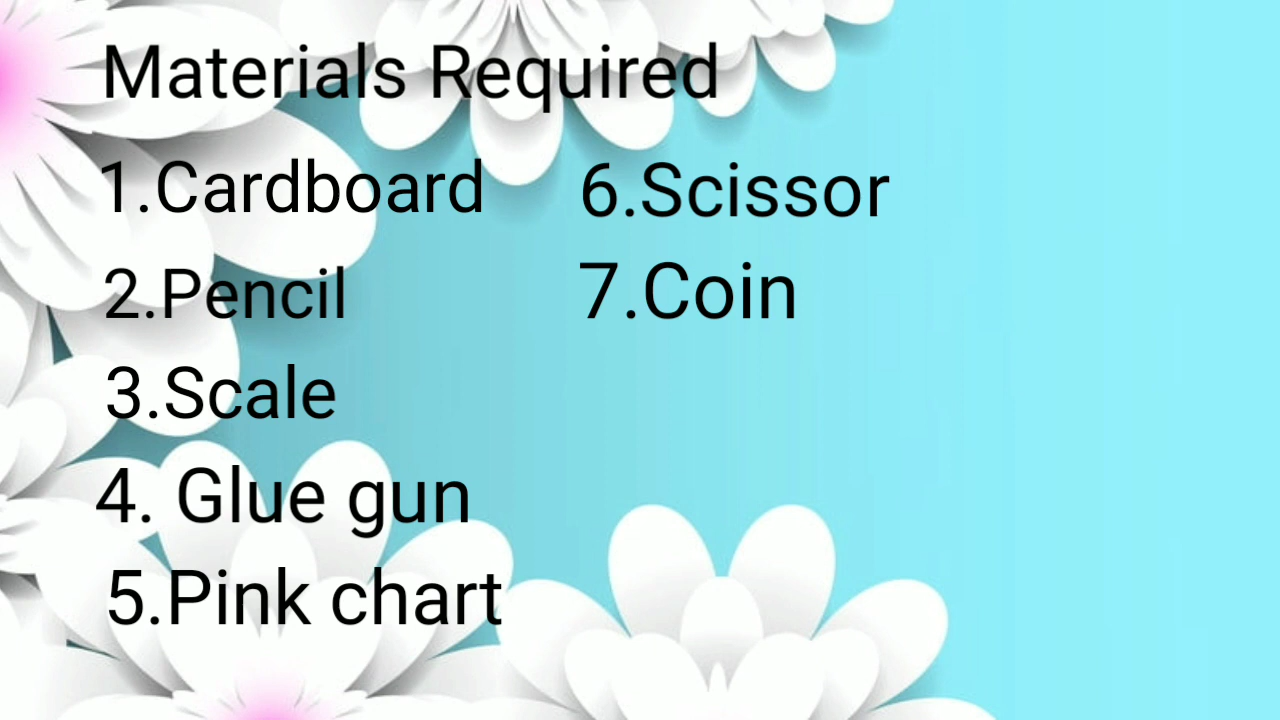 Materials Required
1.Cardboard
2.Pencil
3.Scale
4. Glue gun
5.Pink chart
6.Scissor
7.Coin